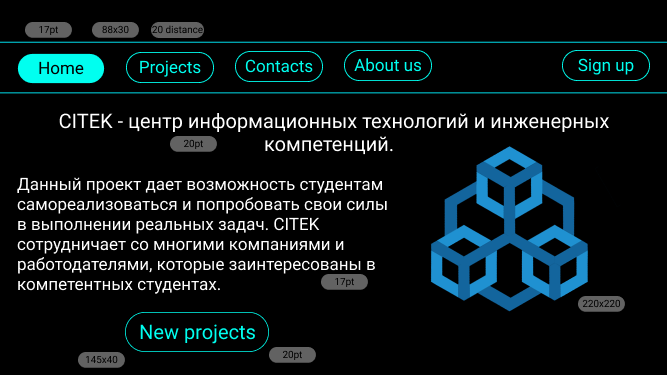 17pt 88x30 20 distance
Home Projects Contacts About us Sign up
CITEK - центр информационных технологий и инженерных
20pt компетенций.
Данный проект дает возможность студентам
самореализоваться и попробовать свои силы
в выполнении реальных задач. CITEK
сотрудничает со многими компаниями и
работодателями, которые заинтересованы в
компетентных студентах.
17pt
220x220
New projects
145x40 20pt